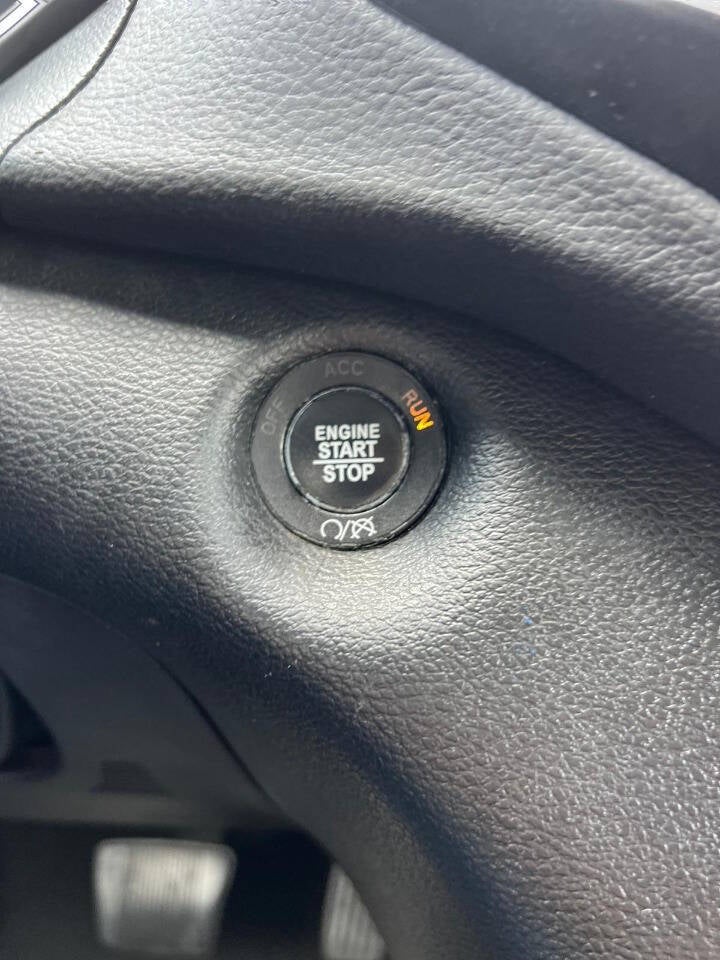 ACC
OFF
RUN
ENGINE
START
STOP